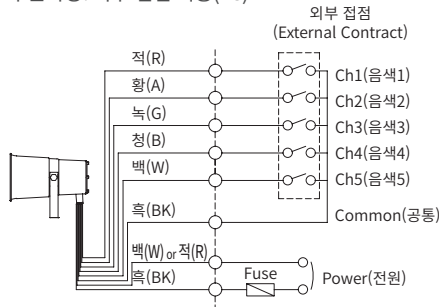 외부 접점
(External Contract)
적(R)
황(A)
녹(G)
청(B)
백(W)
흑(BK)
백(W) or 적(R)
흑(BK)
Ch1(음색1)
Ch2(음색2)
Ch3(음색3)
Ch4(음색4)
Ch5(음색5)
Common(공통)
Fuse
Power(전원)